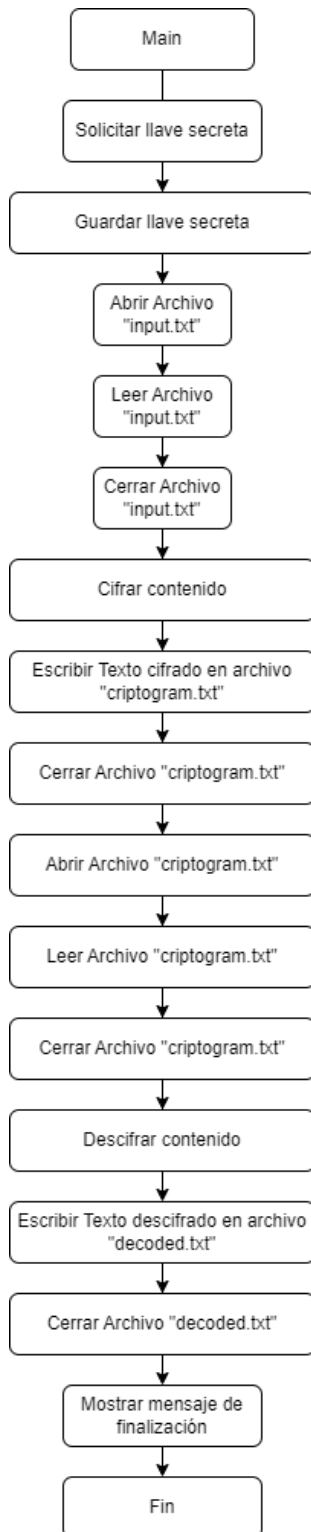 Main
Solicitar llave secreta
Guardar llave secreta
Abrir Archivo
"input.txt"
Leer Archivo
"input.txt"
Cerrar Archivo
"input.txt"
Cifrar contenido
Escribir Texto cifrado en archivo
"criptogram.txt"
Cerrar Archivo "criptogram.txt"
Abrir Archivo "criptogram.txt"
Leer Archivo "criptogram.txt"
Cerrar Archivo "criptogram.txt"
Descifrar contenido
Escribir Texto descifrado en archivo
"decoded.txt"
Cerrar Archivo "decoded.txt"
Mostrar mensaje de
finalización
Fin